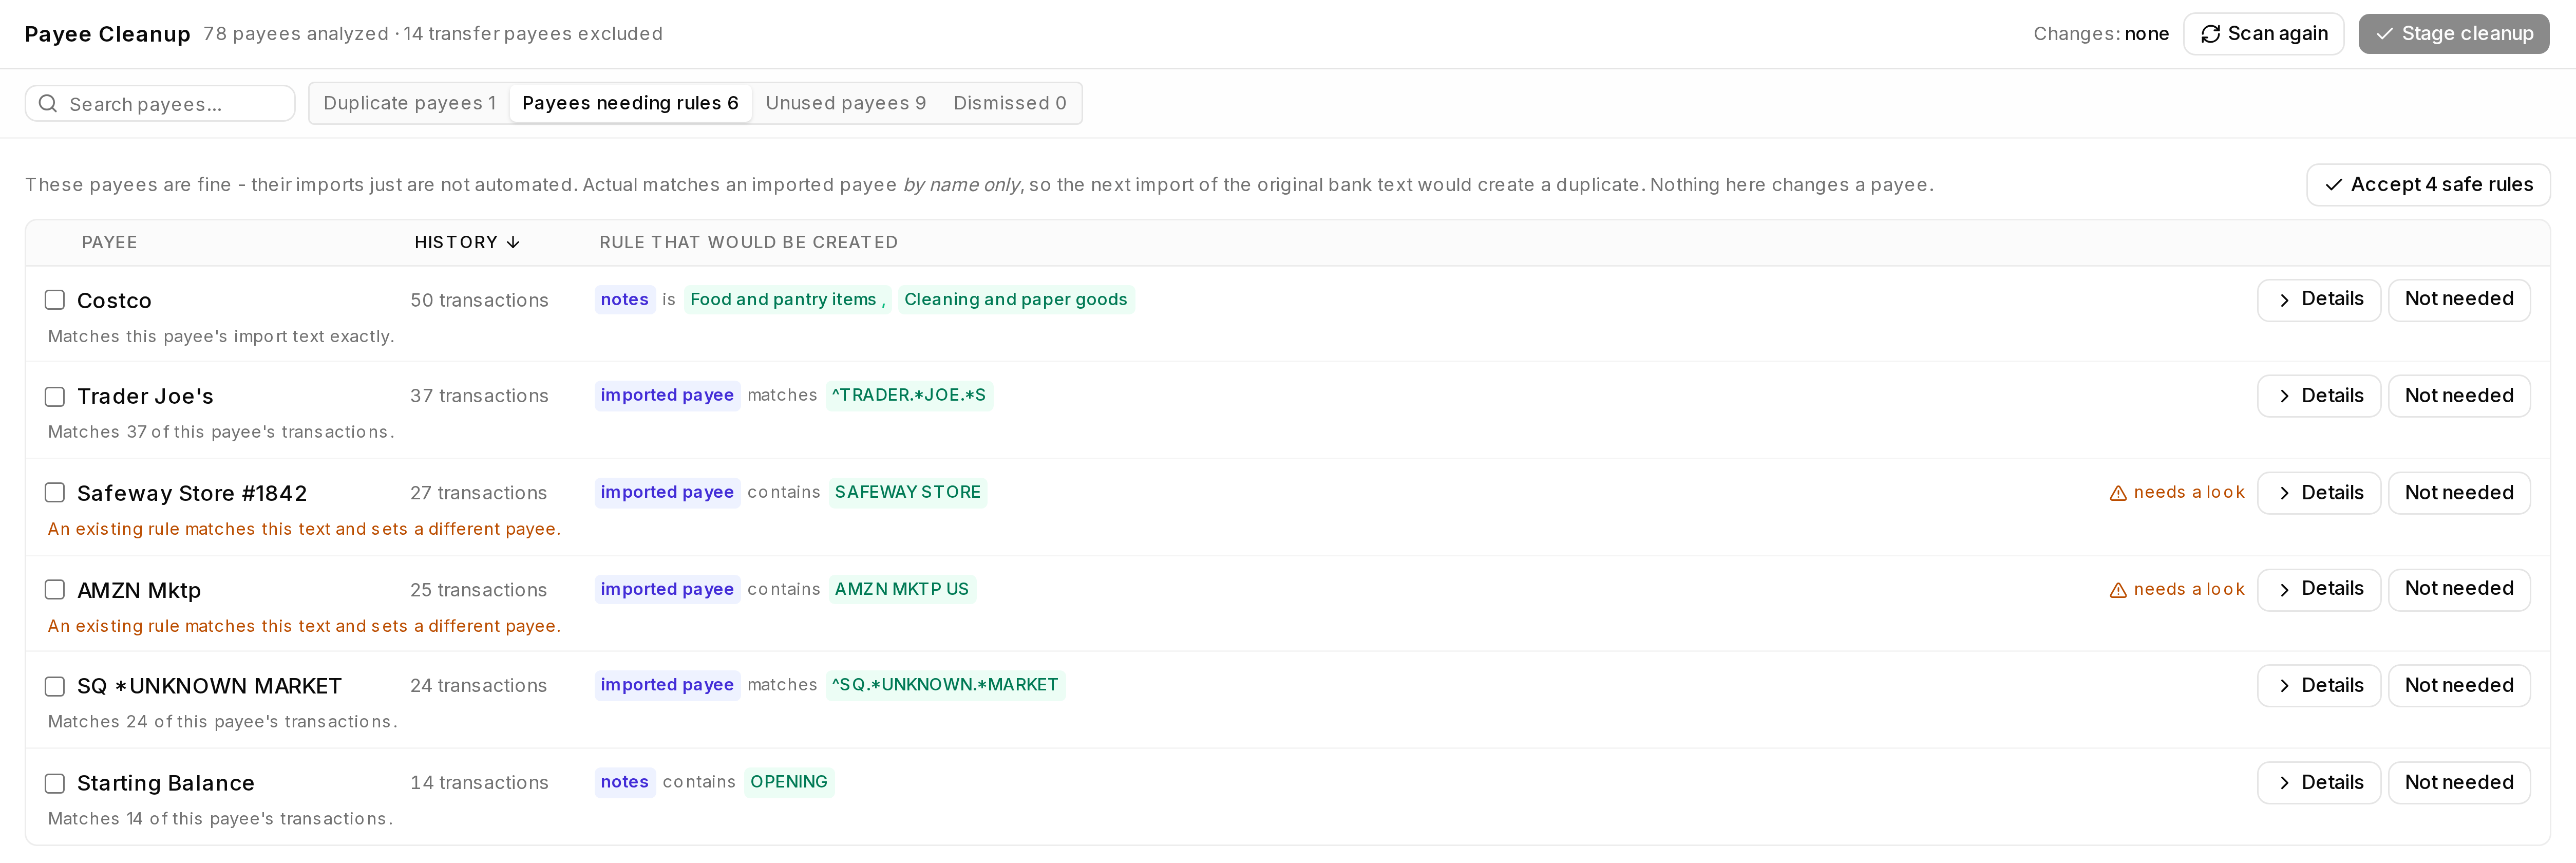 Payee Cleanup 78 payees analyzed · 14 transfer payees excluded Changes: none Scan again Stage cleanup
Search payees... Duplicate payees 1 Payees needing rules 6 Unused payees 9 Dismissed 0
These payees are fine - their imports just are not automated. Actual matches an imported payee by name only, so the next import of the original bank text would create a duplicate. Nothing here changes a payee. Accept 4 safe rules
PAYEE HISTORY ↓ RULE THAT WOULD BE CREATED
Costco 50 transactions notes is Food and pantry items , Cleaning and paper goods Details Not needed
Matches this payee's import text exactly.
Trader Joe's 37 transactions imported payee matches ^TRADER.*JOE.*S Details Not needed
Matches 37 of this payee's transactions.
Safeway Store #1842 27 transactions imported payee contains SAFEWAY STORE needs a look Details Not needed
An existing rule matches this text and sets a different payee.
AMZN Mktp 25 transactions imported payee contains AMZN MKTP US needs a look Details Not needed
An existing rule matches this text and sets a different payee.
SQ *UNKNOWN MARKET 24 transactions imported payee matches ^SQ.*UNKNOWN.*MARKET Details Not needed
Matches 24 of this payee's transactions.
Starting Balance 14 transactions notes contains OPENING Details Not needed
Matches 14 of this payee's transactions.